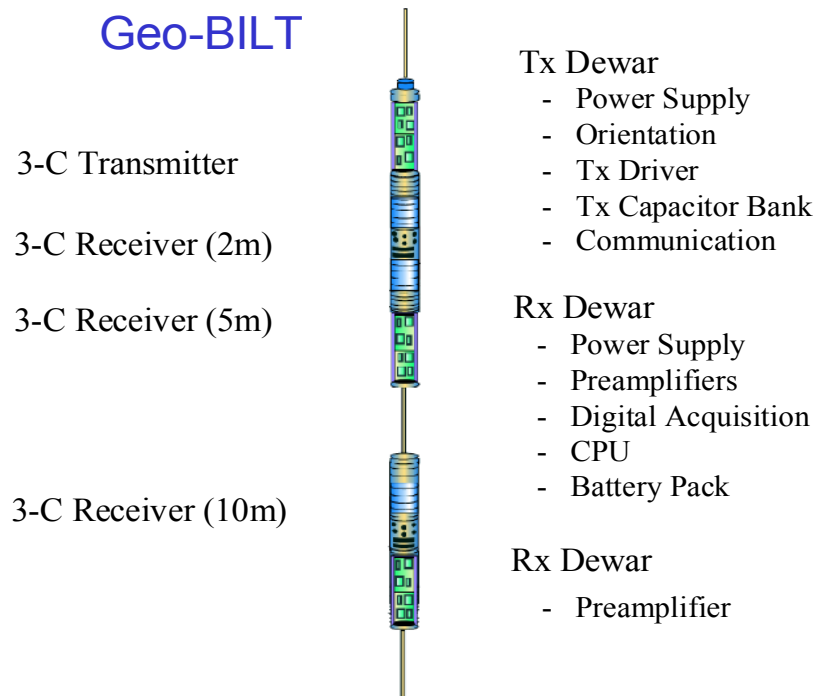 Geo-BILT
3-C Transmitter
3-C Receiver (2m)
3-C Receiver (5m)
3-C Receiver (10m)
Tx Dewar
- Power Supply
- Orientation
- Tx Driver
- Tx Capacitor Bank
- Communication
Rx Dewar
- Power Supply
- Preamplifiers
- Digital Acquisition
- CPU
- Battery Pack
Rx Dewar
- Preamplifier